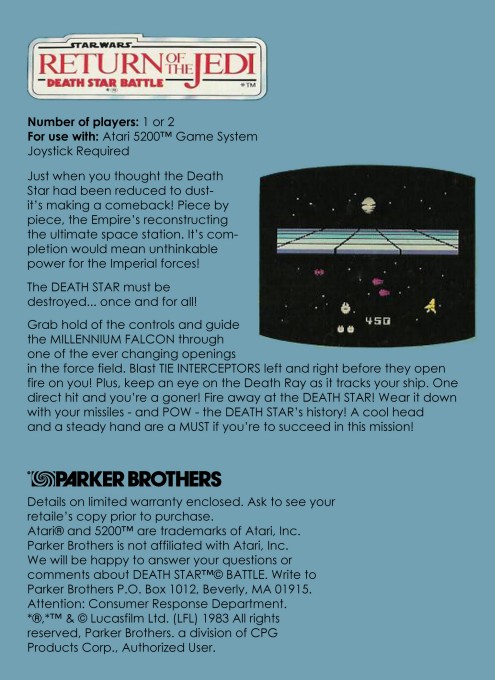 STAR WARS
RETURN OF THE JEDI
DEATH STAR BATTLE
*® *™
Number of players: 1 or 2
For use with: Atari 5200™ Game System
Joystick Required
Just when you thought the Death
Star had been reduced to dust-
it's making a comeback! Piece by
piece, the Empire's reconstructing
the ultimate space station. It's com-
pletion would mean unthinkable
power for the Imperial forces!
The DEATH STAR must be
destroyed... once and for all!
Grab hold of the controls and guide
the MILLENNIUM FALCON through
one of the ever changing openings
in the force field. Blast TIE INTERCEPTORS left and right before they open
fire on you! Plus, keep an eye on the Death Ray as it tracks your ship. One
direct hit and you're a goner! Fire away at the DEATH STAR! Wear it down
with your missiles - and POW - the DEATH STAR's history! A cool head
and a steady hand are a MUST if you're to succeed in this mission!
450
PARKER BROTHERS
Details on limited warranty enclosed. Ask to see your
retaile's copy prior to purchase.
Atari® and 5200™ are trademarks of Atari, Inc.
Parker Brothers is not affiliated with Atari, Inc.
We will be happy to answer your questions or
comments about DEATH STAR™© BATTLE. Write to
Parker Brothers P.O. Box 1012, Beverly, MA 01915.
Attention: Consumer Response Department.
*®,*™ & © Lucasfilm Ltd. (LFL) 1983 All rights
reserved, Parker Brothers. a division of CPG
Products Corp., Authorized User.